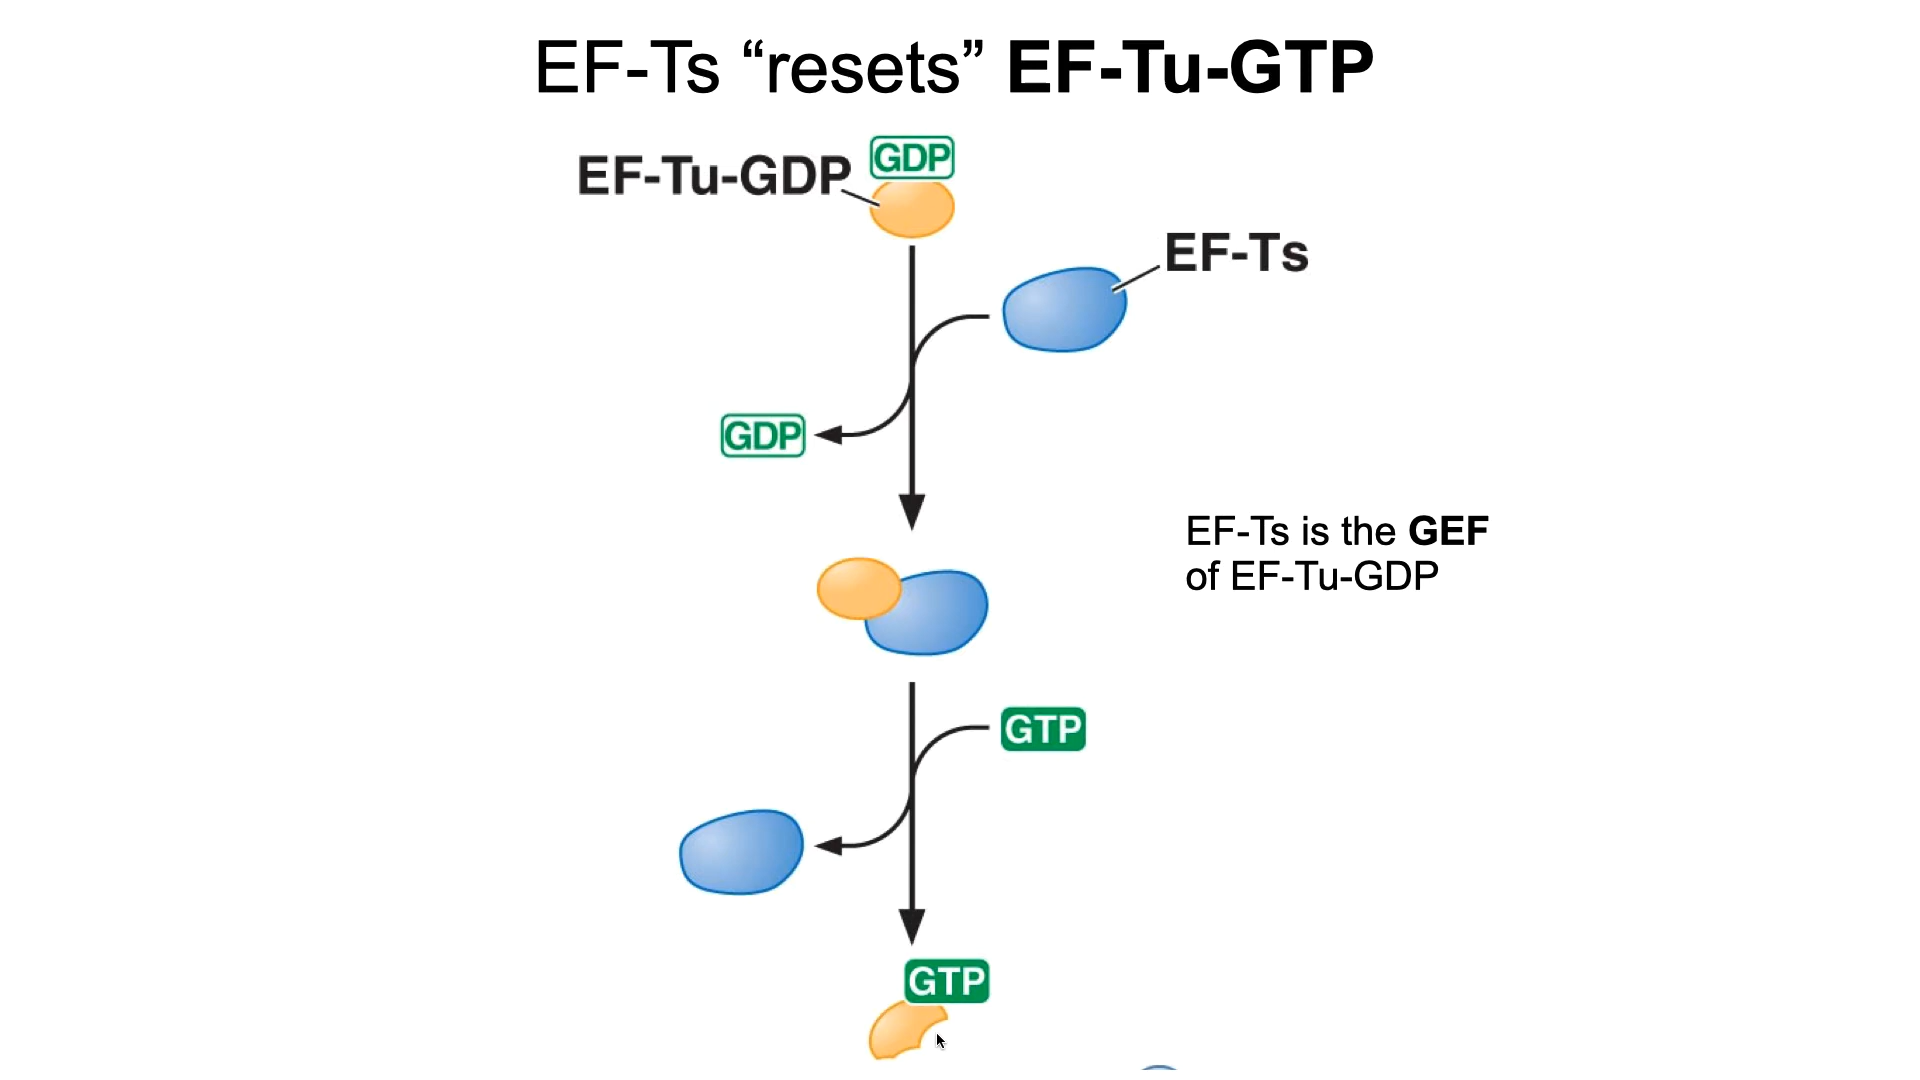 EF-Ts “resets” EF-Tu-GTP
GDP
EF-Tu-GDP
EF-Ts
GDP
EF-Ts is the GEF
of EF-Tu-GDP
GTP
GTP